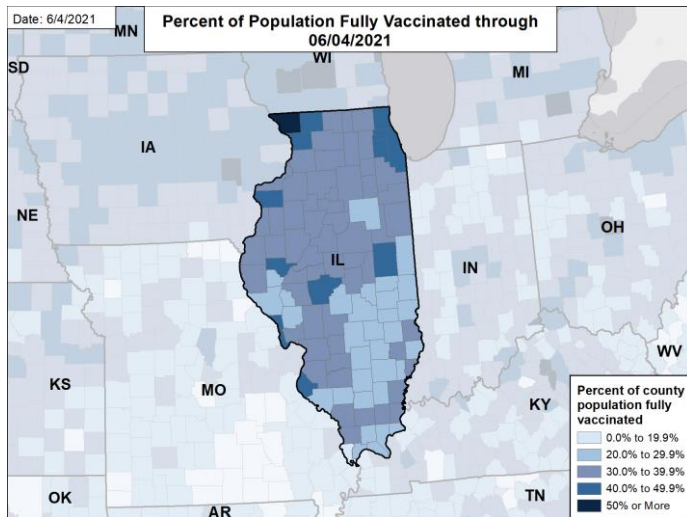 Date: 6/4/2021
Percent of Population Fully Vaccinated through
06/04/2021
MN
WI
MI
SD
IA
NE
IL
IN
OH
WV
KS
MO
KY
OK
AR
TN
Percent of county
population fully
vaccinated
0.0% to 19.9%
20.0% to 29.9%
30.0% to 39.9%
40.0% to 49.9%
50% or More